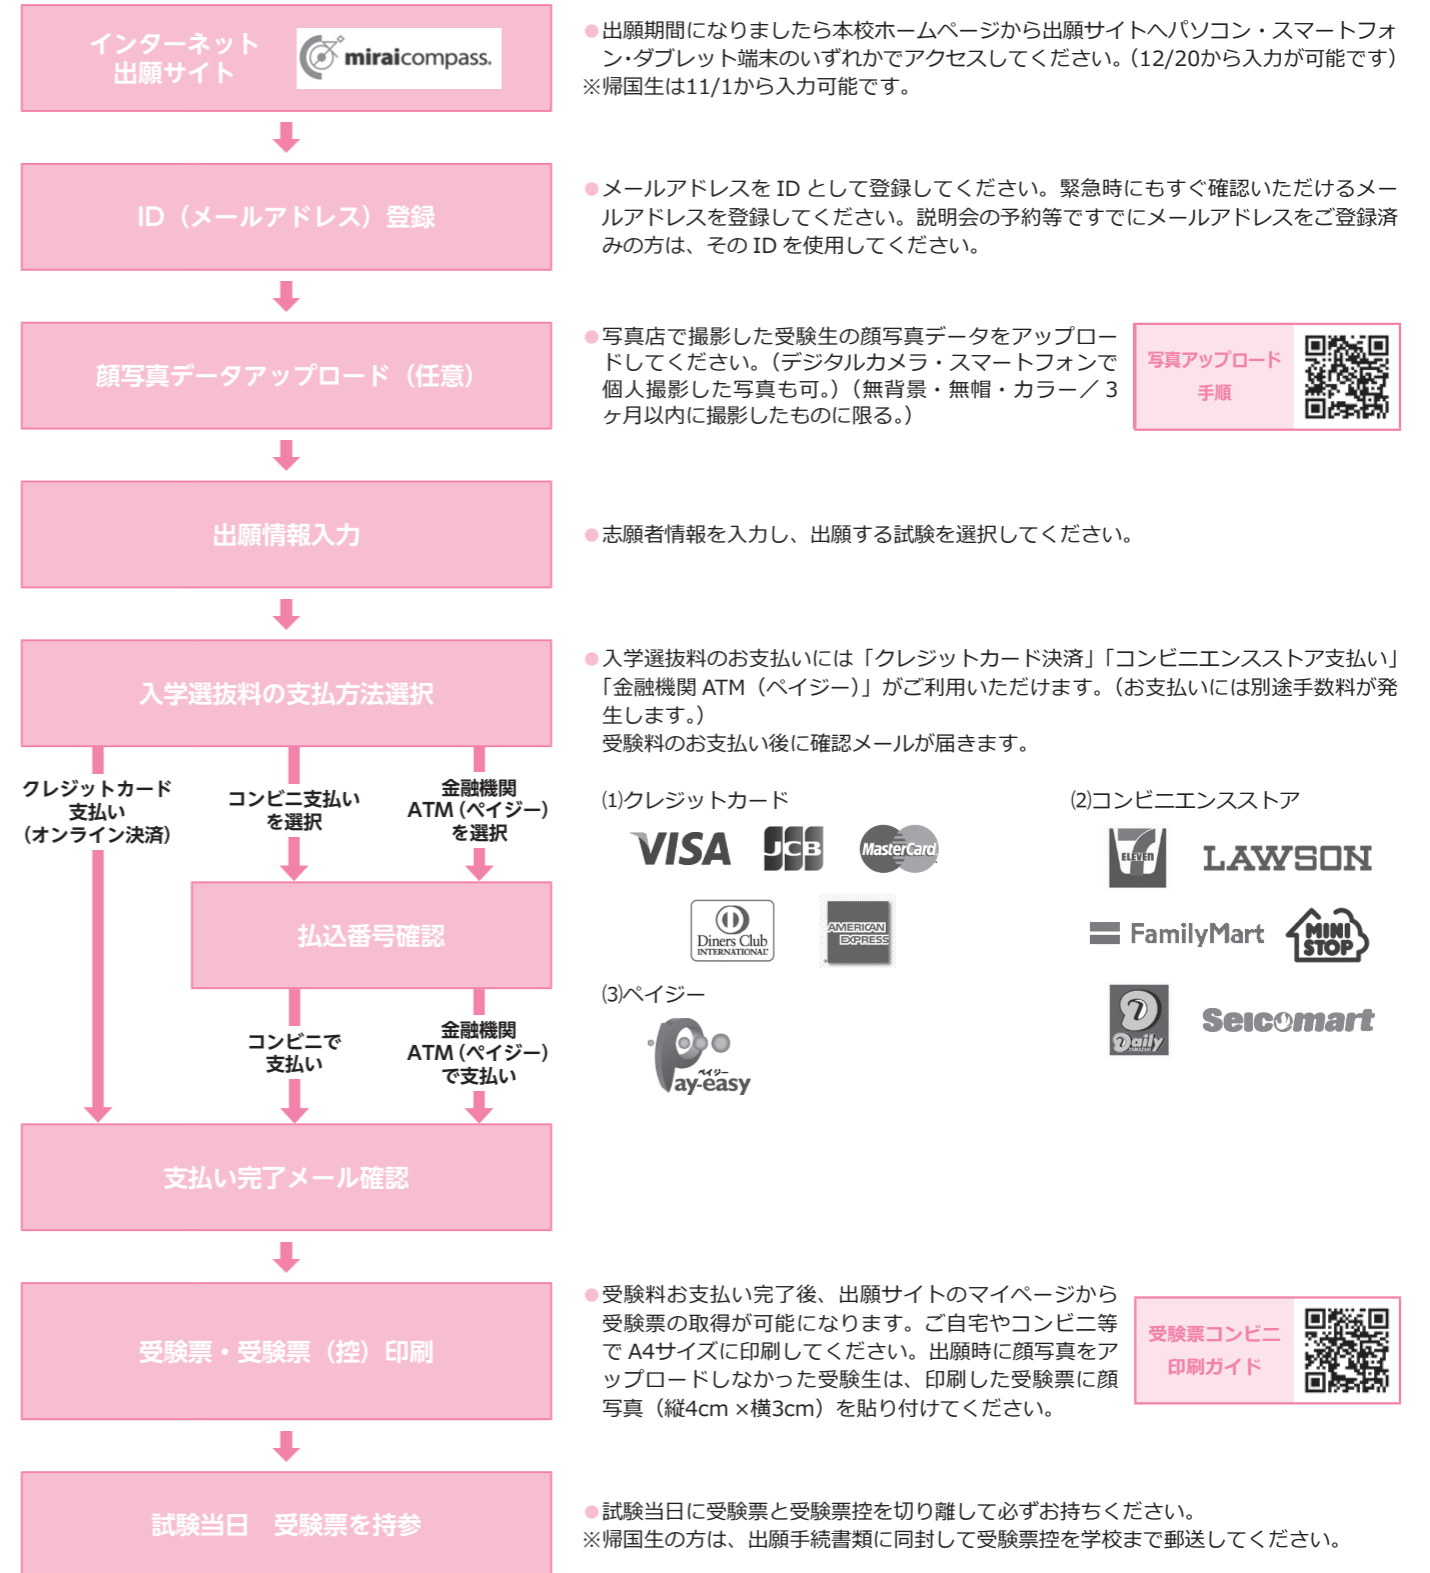 インターネット
出願サイト
miraicompass.
●出願期間になりましたら本校ホームページから出願サイトへパソコン・スマートフォ
ン・ダブレット端末のいずれかでアクセスしてください。（12/20から入力が可能です）
※帰国生は11/1から入力可能です。
ID（メールアドレス）登録
●メールアドレスを ID として登録してください。緊急時にもすぐ確認いただけるメー
ルアドレスを登録してください。説明会の予約等ですでにメールアドレスをご登録済
みの方は、その ID を使用してください。
顔写真データアップロード（任意）
●写真店で撮影した受験生の顔写真データをアップロー
ドしてください。（デジタルカメラ・スマートフォンで
個人撮影した写真も可。）（無背景・無帽・カラー／ 3
ヶ月以内に撮影したものに限る。）
写真アップロード
手順
出願情報入力
●志願者情報を入力し、出願する試験を選択してください。
入学選抜料の支払方法選択
●入学選抜料のお支払いには「クレジットカード決済」「コンビニエンスストア支払い」
「金融機関 ATM（ペイジー）」がご利用いただけます。（お支払いには別途手数料が発
生します。）
受験料のお支払い後に確認メールが届きます。
クレジットカード
支払い
（オンライン決済）
コンビニ支払い
を選択
金融機関
ATM（ペイジー）
を選択
⑴クレジットカード
VISA
JCB
MasterCard
Diners Club
INTERNATIONAL
AMERICAN
EXPRESS
⑵コンビニエンスストア
7
ELEVEN
LAWSON
FamilyMart
MINI
STOP
Daily
YAMAZAKI
Seicomart
払込番号確認
⑶ペイジー
ペイジー
Pay-easy
コンビニで
支払い
金融機関
ATM（ペイジー）
で支払い
支払い完了メール確認
受験票・受験票（控）印刷
●受験料お支払い完了後、出願サイトのマイページから
受験票の取得が可能になります。ご自宅やコンビニ等
で A4サイズに印刷してください。出願時に顔写真をア
ップロードしなかった受験生は、印刷した受験票に顔
写真（縦4cm ×横3cm）を貼り付けてください。
受験票コンビニ
印刷ガイド
試験当日　受験票を持参
●試験当日に受験票と受験票控を切り離して必ずお持ちください。
※帰国生の方は、出願手続書類に同封して受験票控を学校まで郵送してください。